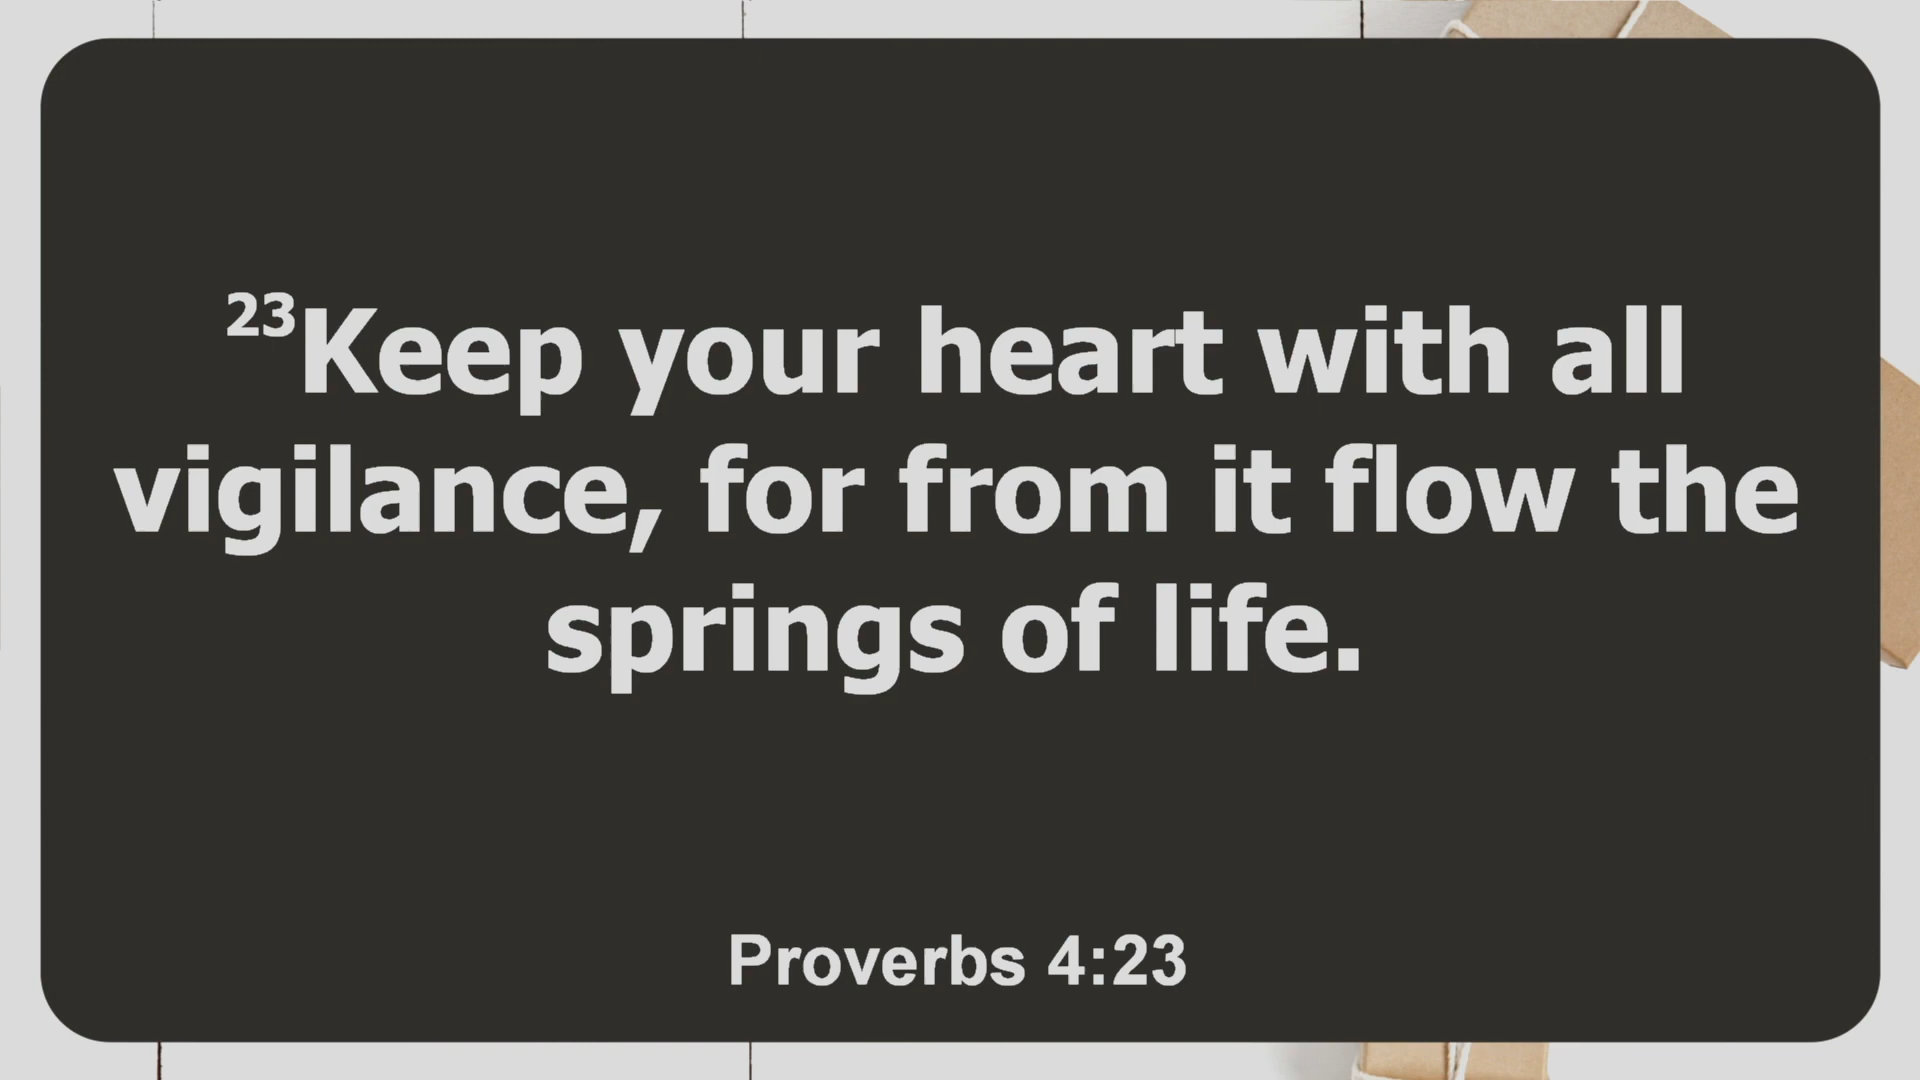 ²³Keep your heart with all
vigilance, for from it flow the
springs of life.
Proverbs 4:23